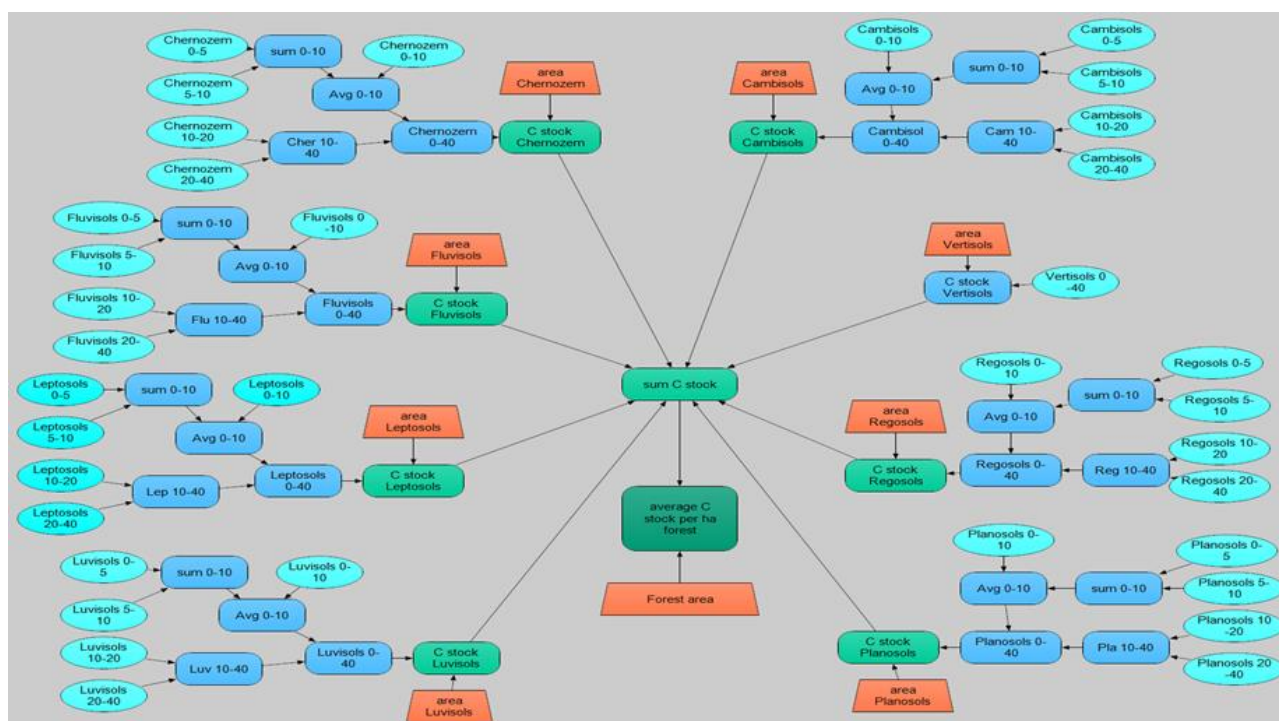 Chernozem
0-5
sum 0-10
Chernozem
0-10
Chernozem
5-10
Avg 0-10
Chernozem
10-20
Cher 10-
40
Chernozem
0-40
Chernozem
20-40
area
Chernozem
C stock
Chernozem
Cambisols
0-10
Cambisols
0-5
sum 0-10
Cambisols
5-10
Avg 0-10
area
Cambisols
C stock
Cambisols
Cambisol
0-40
Cam 10-
40
Cambisols
10-20
Cambisols
20-40
Fluvisols 0-5
sum 0-10
Fluvisols 0
-10
Fluvisols 5-
10
Avg 0-10
area
Fluvisols
Fluvisols 10-
20
Flu 10-40
Fluvisols
0-40
C stock
Fluvisols
Fluvisols 20-
40
area
Vertisols
C stock
Vertisols
Vertisols 0
-40
Leptosols
0-5
sum 0-10
Leptosols
0-10
Leptosols
5-10
Avg 0-10
area
Leptosols
Leptosols
10-20
Lep 10-40
Leptosols
0-40
C stock
Leptosols
Leptosols
20-40
sum C stock
average C
stock per ha
forest
Forest area
Regosols 0-
10
Regosols 0-5
sum 0-10
Regosols 5-
10
Avg 0-10
area
Regosols
C stock
Regosols
Regosols 0-
40
Reg 10-40
Regosols 10-
20
Regosols 20-
40
Luvisols 0-
5
sum 0-10
Luvisols
0-10
Luvisols 5-
10
Avg 0-10
Luvisols
10-20
Luv 10-40
Luvisols 0-
40
C stock
Luvisols
Luvisols
20-40
area
Luvisols
Planosols 0-
10
Planosols 0-
5
Avg 0-10
sum 0-10
Planosols 5-
10
C stock
Planosols
Planosols 0-
40
Pla 10-40
Planosols 10
-20
Planosols 20
-40
area
Planosols